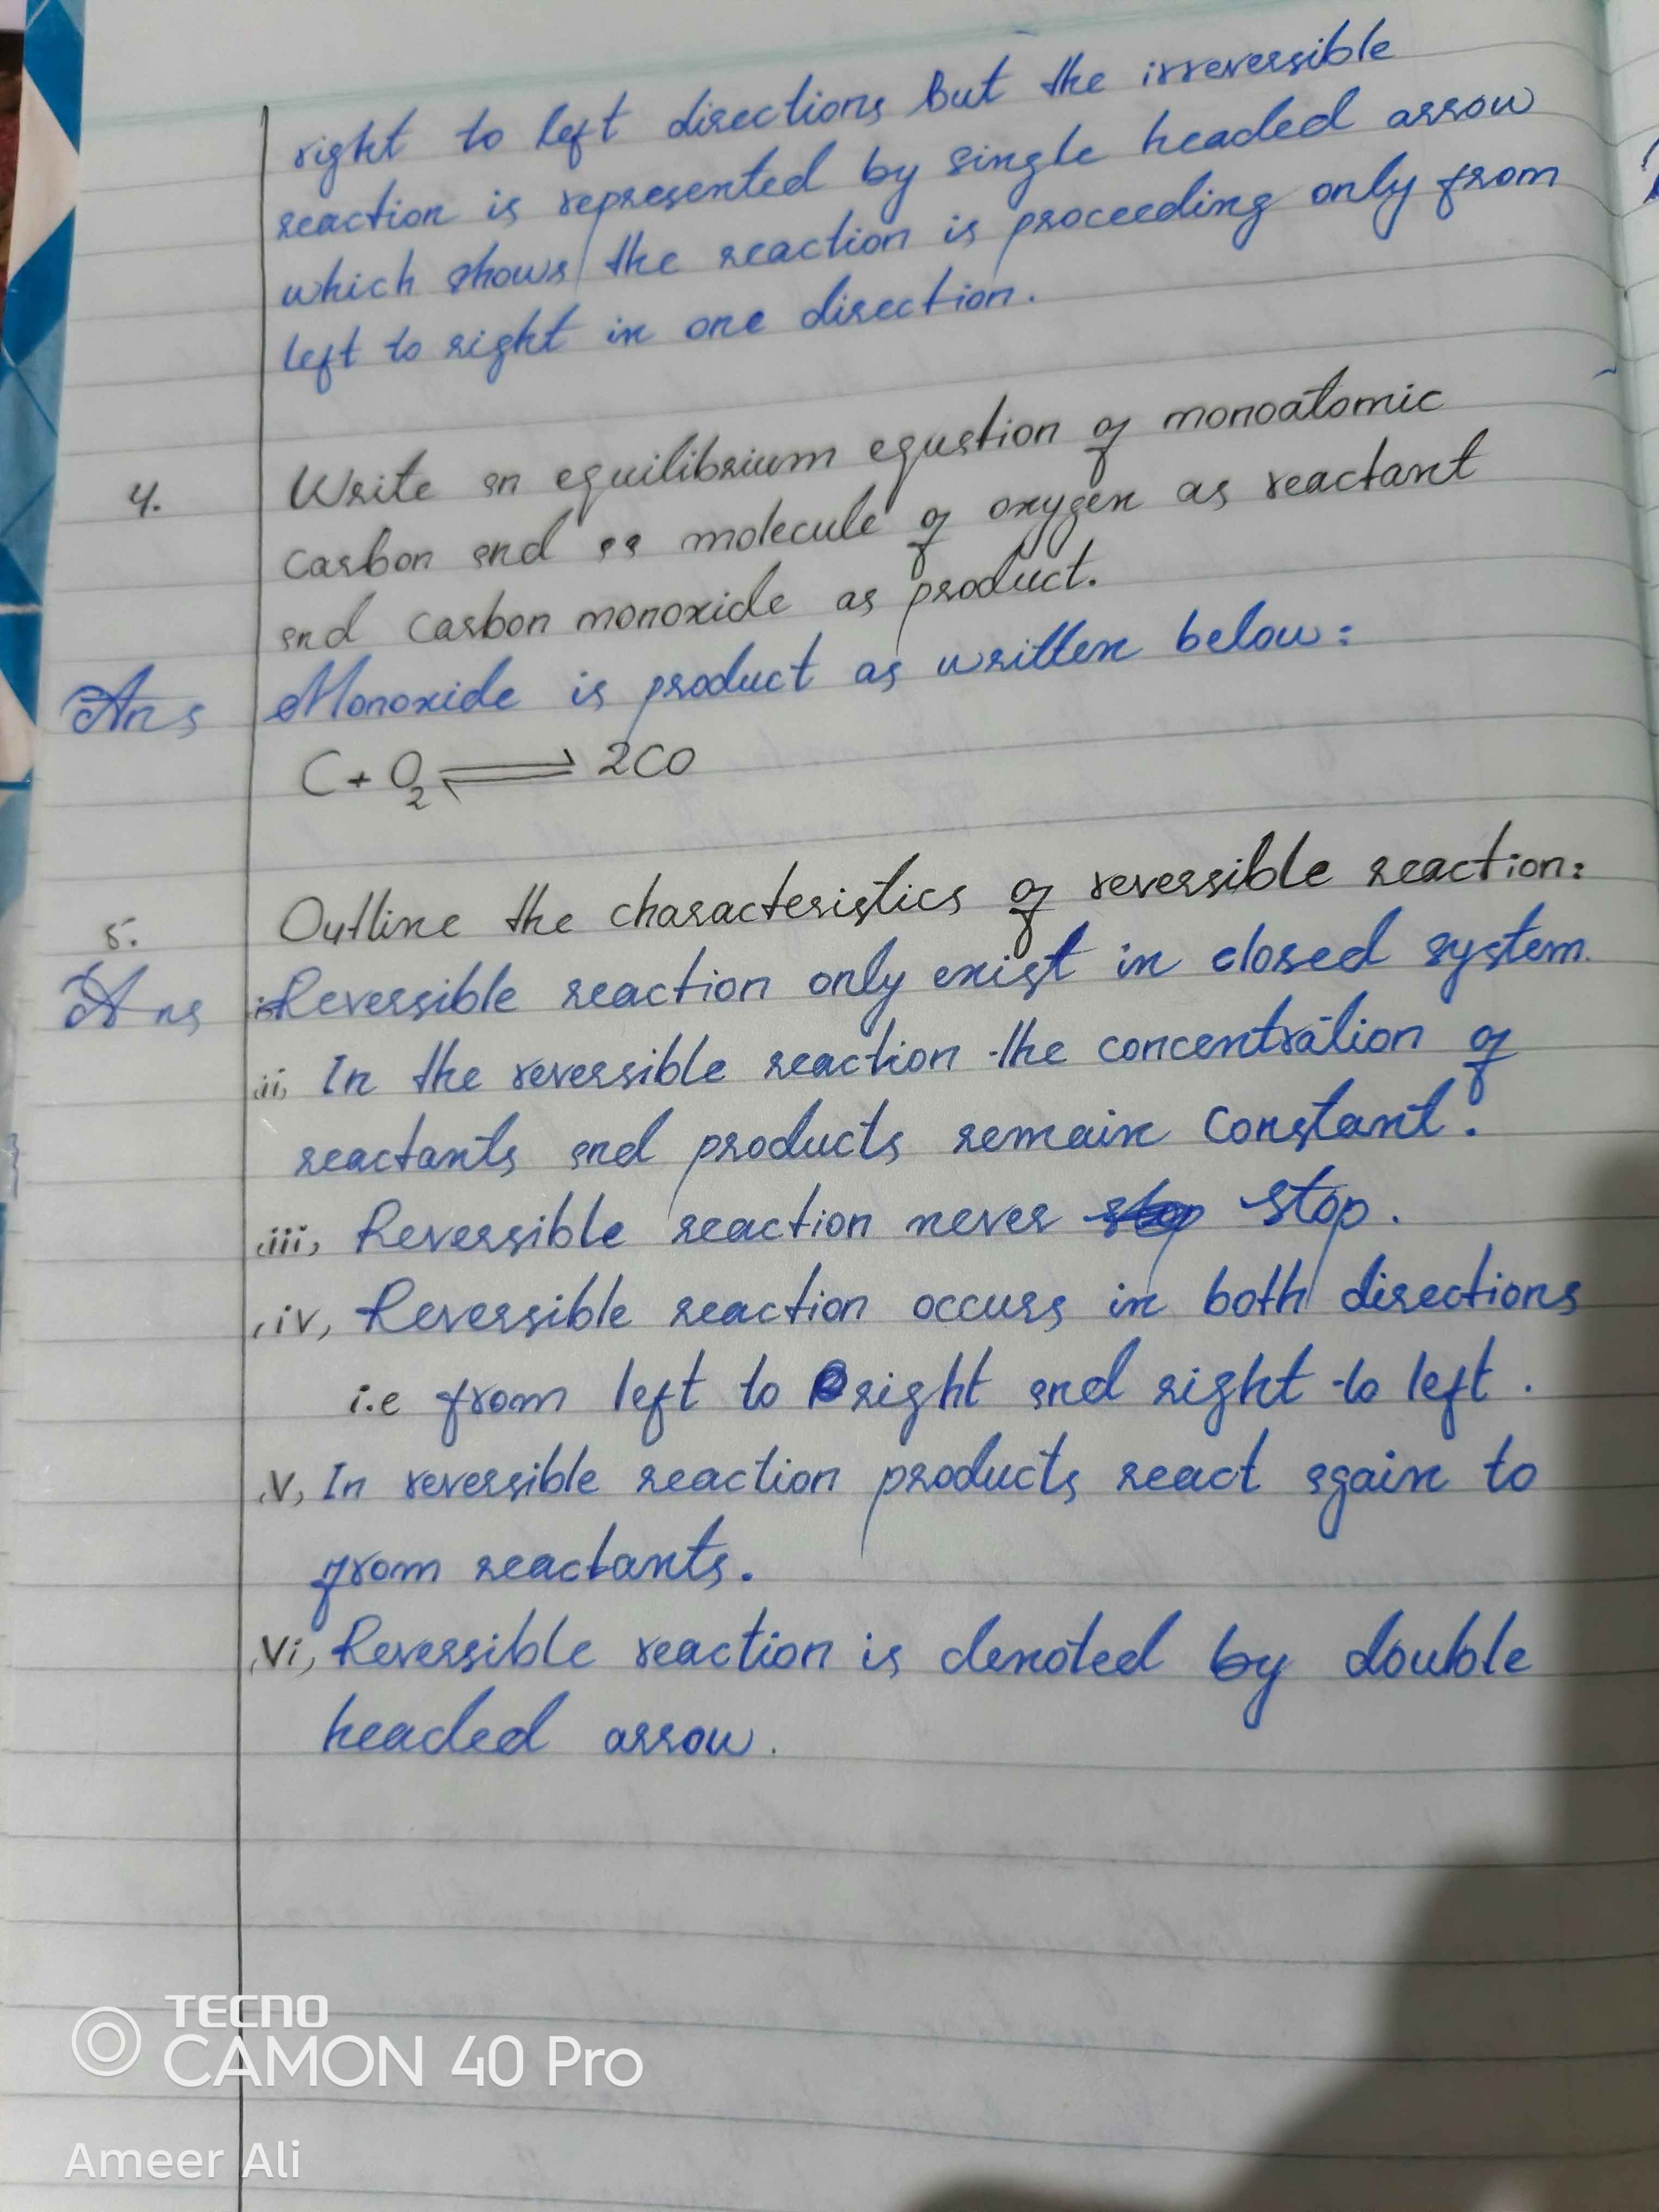 right to left directions but the irreversible
reaction is represented by single headed arrow
which shows the reaction is proceeding only from
left to right in one direction.
4. Write an equilibrium equation of monoatomic
carbon and molecule of oxygen as reactant
and carbon monoxide as product.
Ans Monoxide is product as written below:
C + O₂ ⇌ 2CO
5. Outline the characteristics of reversible reaction:
Ans i, Reversible reaction only exist in closed system.
ii, In the reversible reaction the concentration of
reactants and products remain constant.
iii, Reversible reaction never stop.
iv, Reversible reaction occurs in both directions
i.e from left to right and right to left.
v, In reversible reaction products react again to
from reactants.
Vi, Reversible reaction is denoted by double
headed arrow.
TECNO
CAMON 40 Pro
Ameer Ali